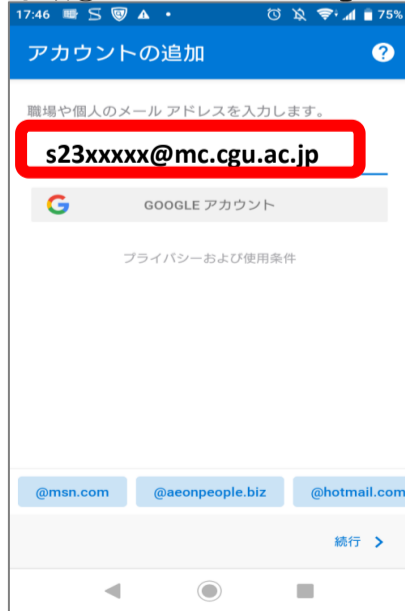 17:46 75%
アカウントの追加 ?
職場や個人のメール アドレスを入力します。
s23xxxxx@mc.cgu.ac.jp
G GOOGLE アカウント
プライバシーおよび使用条件
@msn.com @aeonpeople.biz @hotmail.com
続行 >